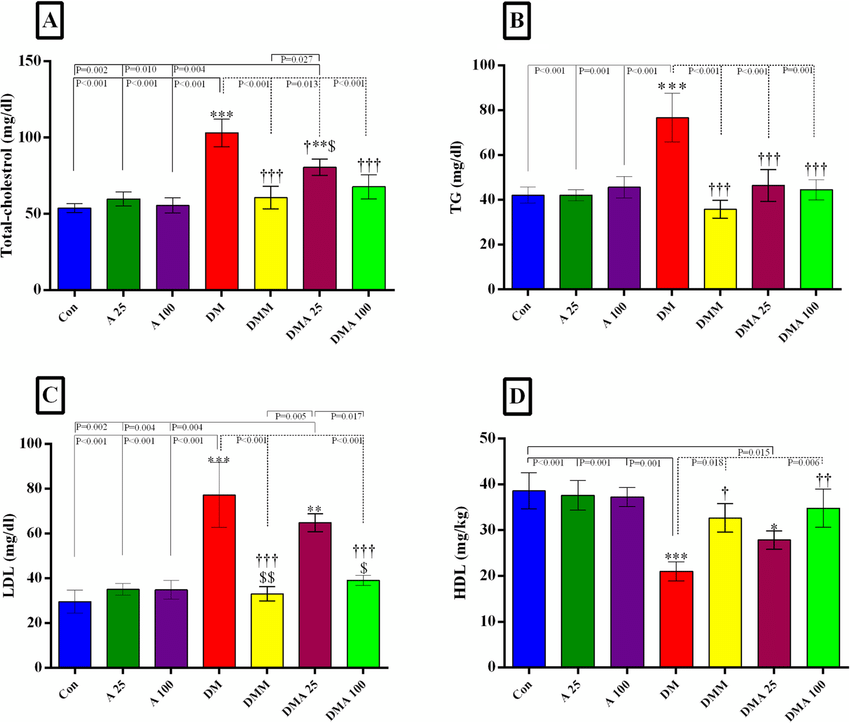 A
P=0.027
P=0.002 P=0.010 P=0.004
P<0.001 P<0.001 P<0.001 P<0.001 P=0.013 P<0.001
Total-cholestrol (mg/dl)
150
100
50
0
***
†††
†**$
†††
Con A 25 A 100 DM DMM DMA 25 DMA 100
B
P<0.001 P=0.001 P<0.001 P<0.001 P<0.001 P=0.001
TG (mg/dl)
100
80
60
40
20
0
***
†††
†††
†††
Con A 25 A 100 DM DMM DMA 25 DMA 100
C
P=0.005 P=0.017
P=0.002 P=0.004 P=0.004
P<0.001 P<0.001 P<0.001 P<0.001 P<0.001
LDL (mg/dl)
100
80
60
40
20
0
***
†††
$$
**
†††
$
Con A 25 A 100 DM DMM DMA 25 DMA 100
D
P=0.015
P<0.001 P=0.001 P=0.001 P=0.018 P=0.006
HDL (mg/kg)
50
40
30
20
10
0
***
†
*
††
Con A 25 A 100 DM DMM DMA 25 DMA 100